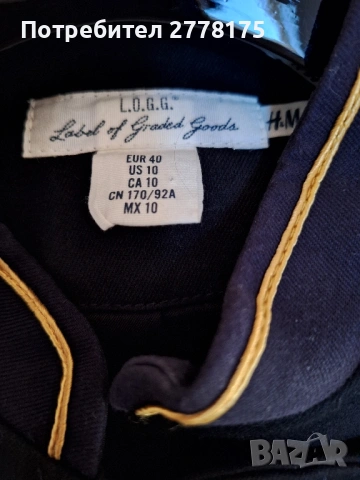 Потребител 2778175
L.O.G.G.
Label of Graded Goods
H&M
EUR 40
US 10
CA 10
CN 170/92A
MX 10
BAZAR